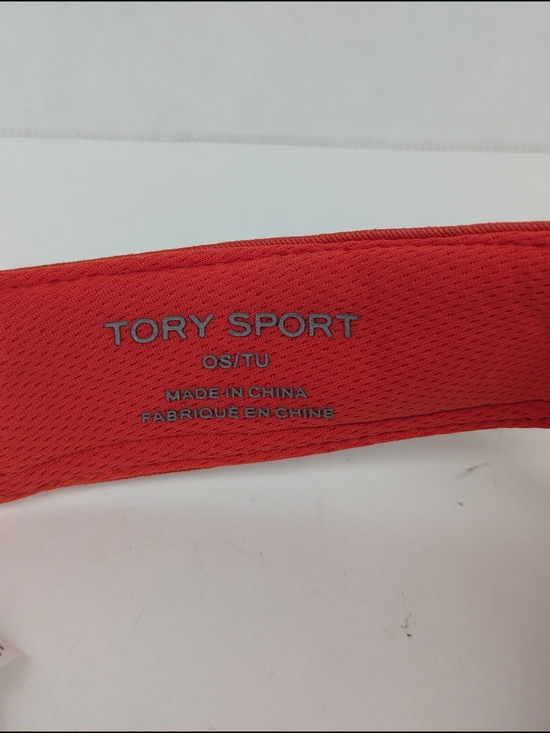 TORY SPORT
OS/TU
MADE IN CHINA
FABRIQUÉ EN CHINE